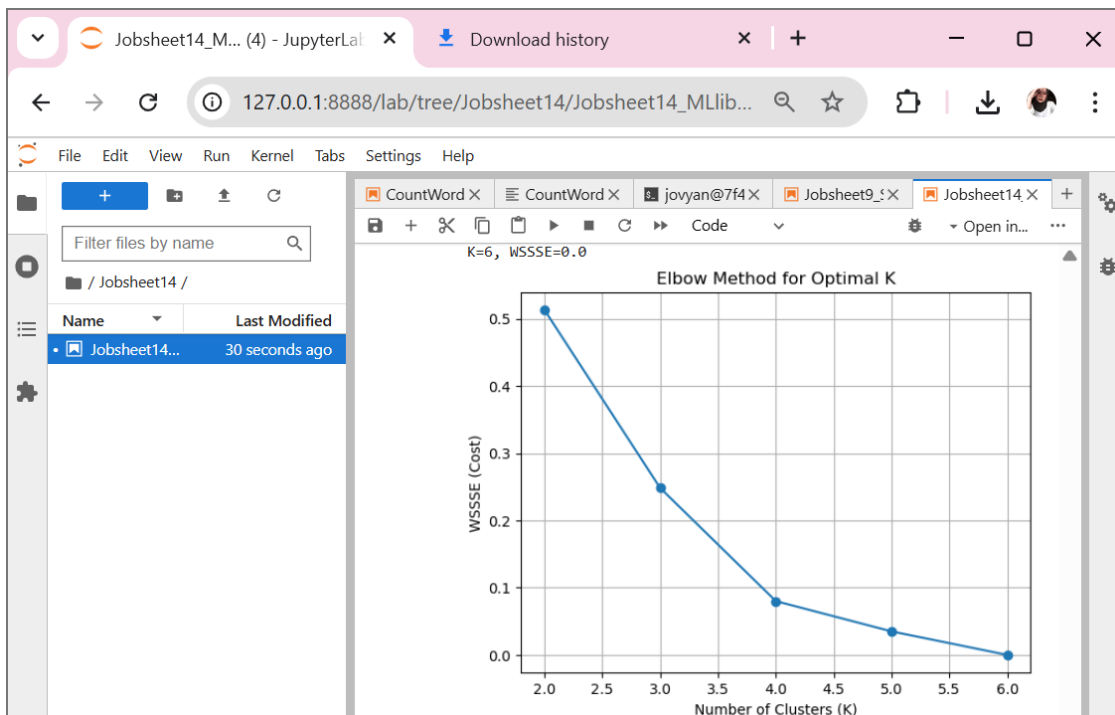 Jobsheet14_M... (4) - JupyterLa
Download history
127.0.0.1:8888/lab/tree/Jobsheet14/Jobsheet14_MLlib...
File Edit View Run Kernel Tabs Settings Help
CountWord CountWord jovyan@7f4 Jobsheet9_S Jobsheet14_
Filter files by name
Code
Open in...
/ Jobsheet14 /
Name Last Modified
Jobsheet14... 30 seconds ago
K=6, WSSSE=0.0
Elbow Method for Optimal K
WSSSE (Cost)
0.5
0.4
0.3
0.2
0.1
0.0
2.0 2.5 3.0 3.5 4.0 4.5 5.0 5.5 6.0
Number of Clusters (K)